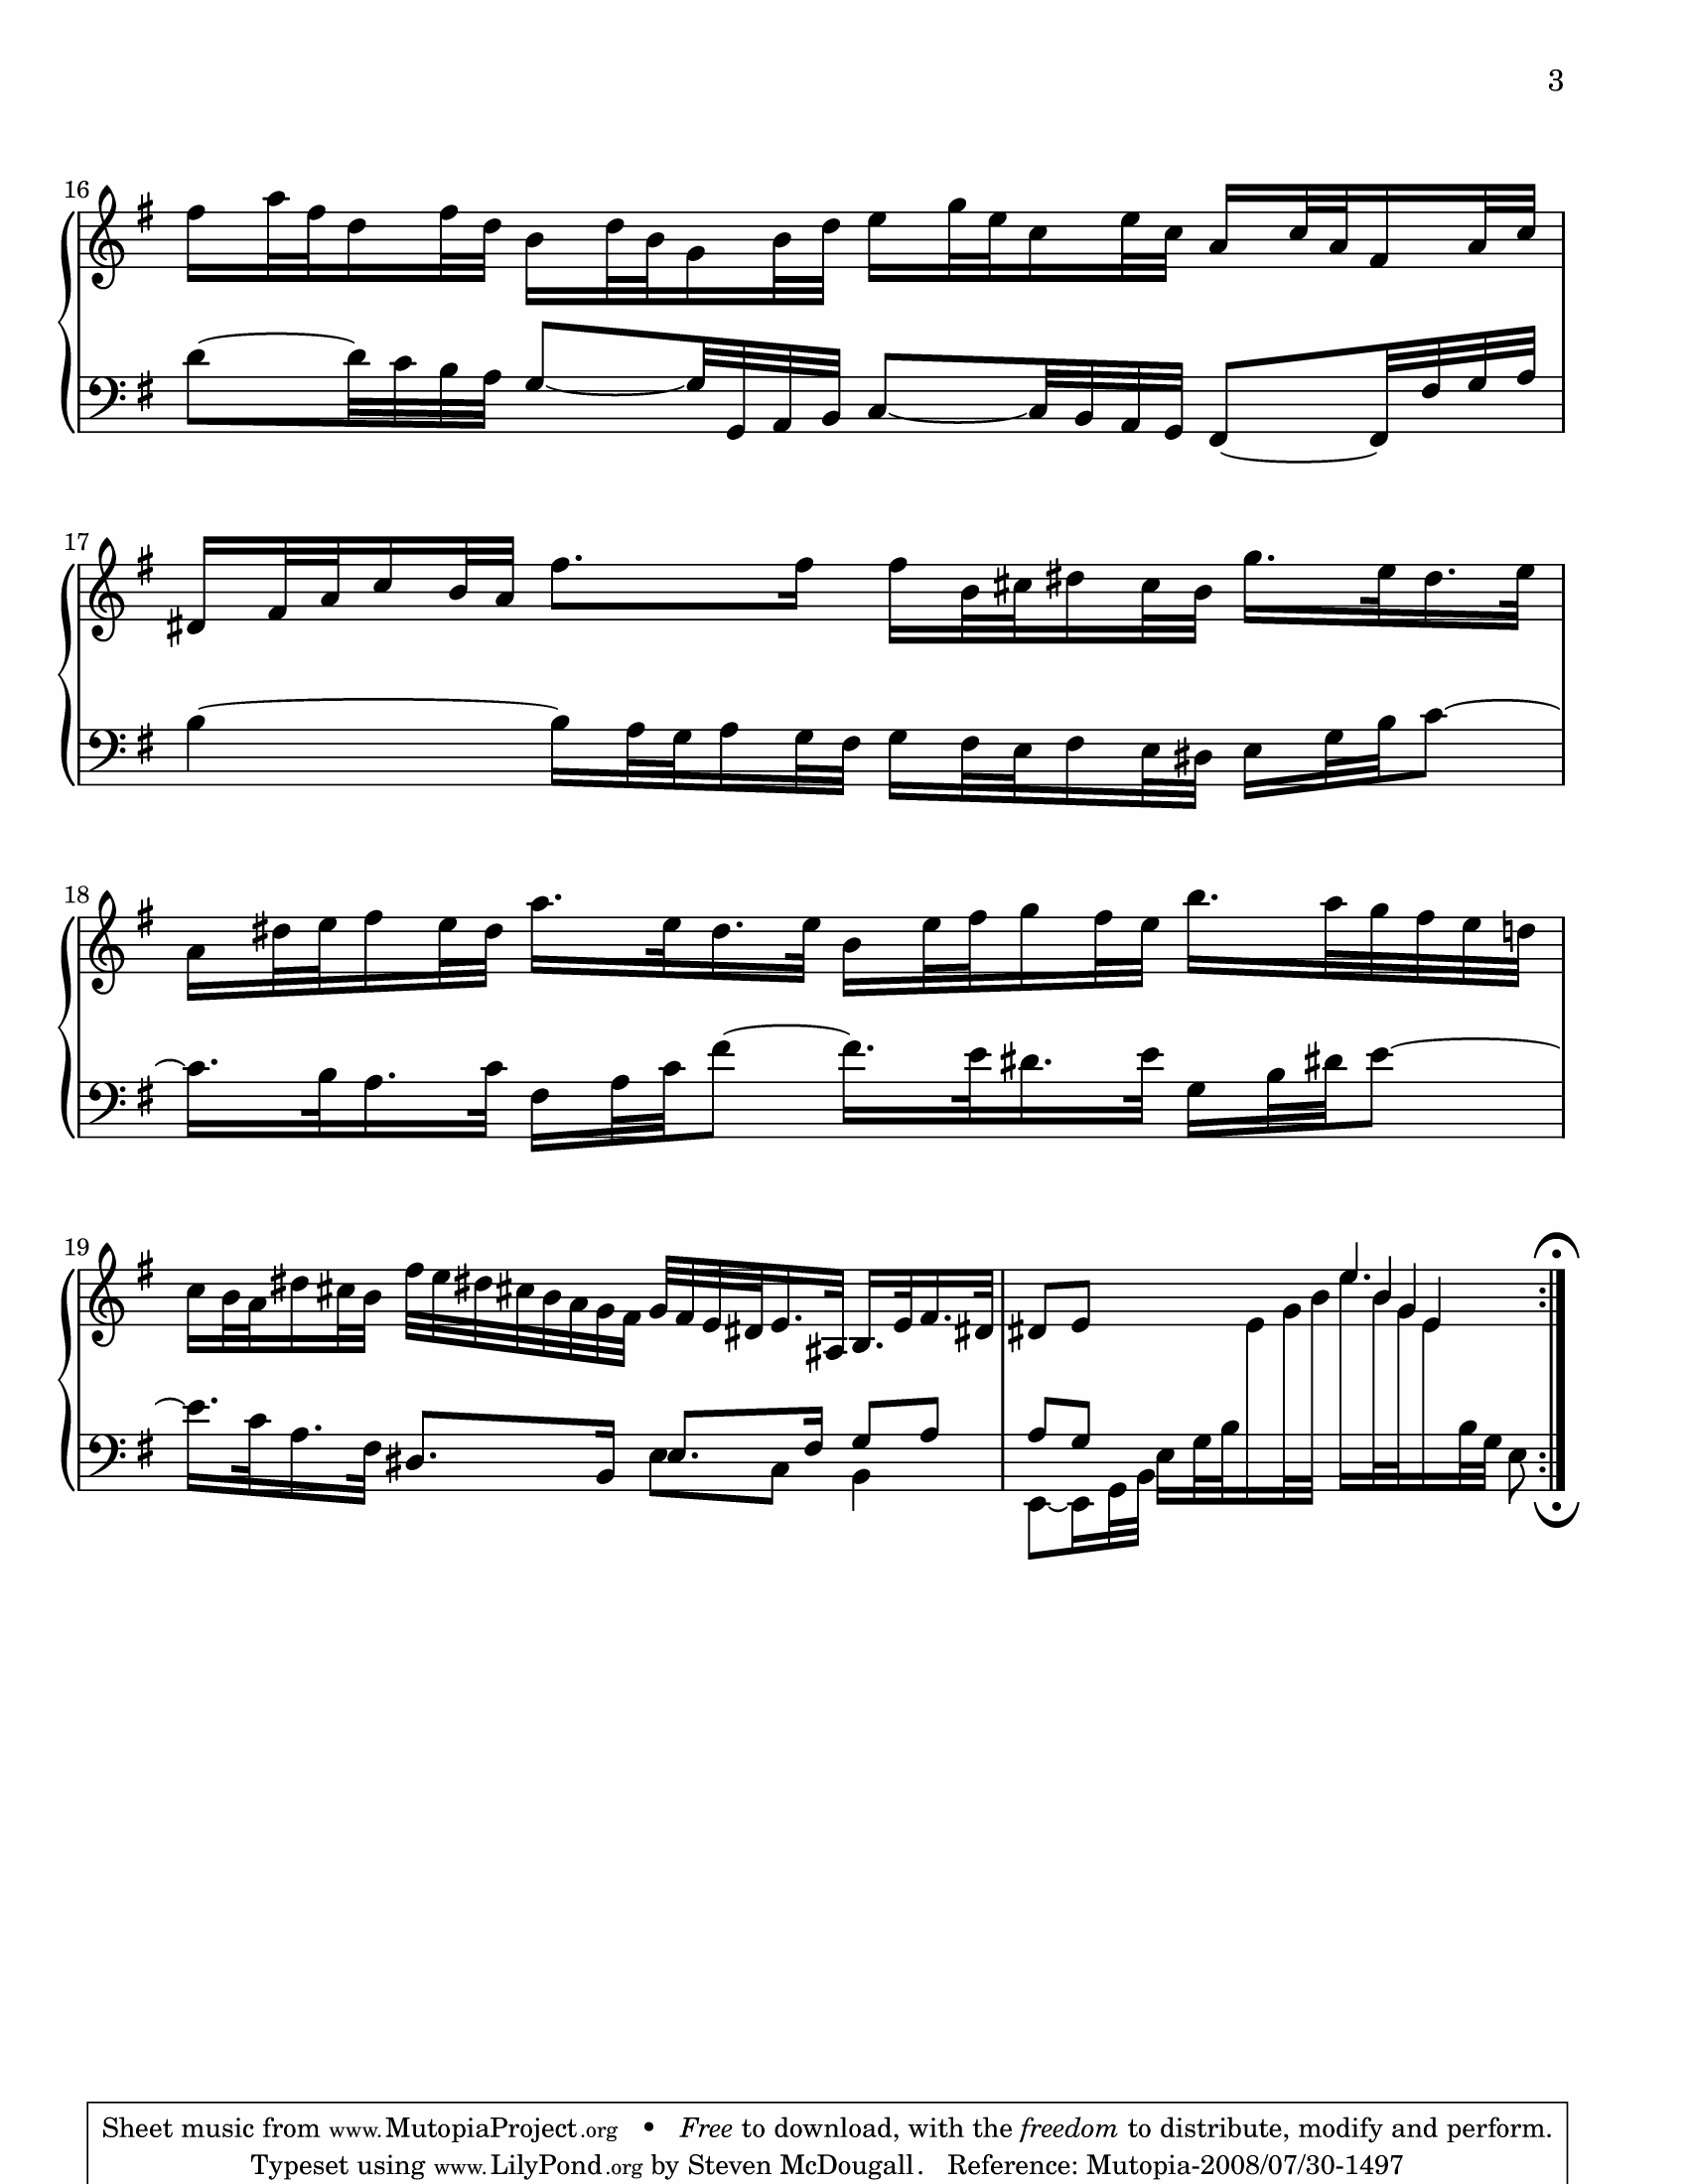 3
16
17
18
19
Sheet music from www.MutopiaProject.org • Free to download, with the freedom to distribute, modify and perform.
Typeset using www.LilyPond.org by Steven McDougall. Reference: Mutopia-2008/07/30-1497